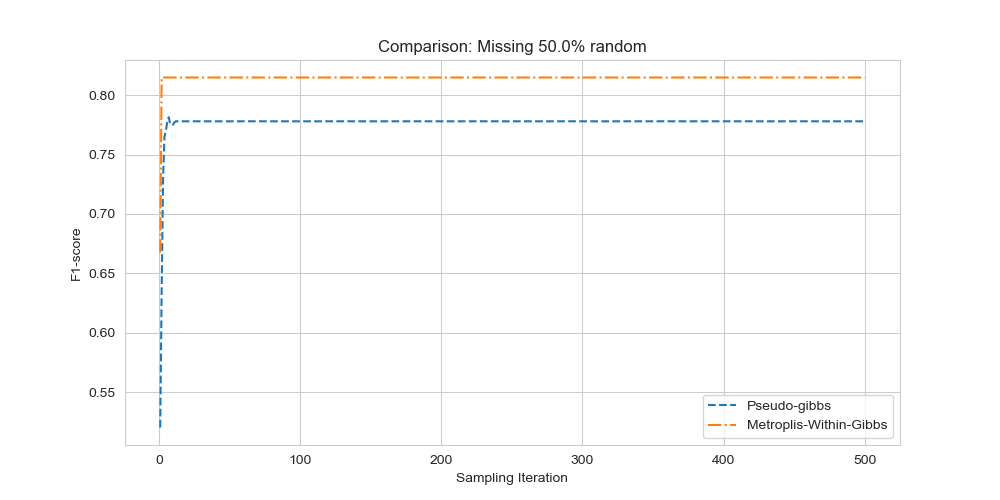 Comparison: Missing 50.0% random
F1-score
0.80
0.75
0.70
0.65
0.60
0.55
0
100
200
300
400
500
Sampling Iteration
Pseudo-gibbs
Metroplis-Within-Gibbs